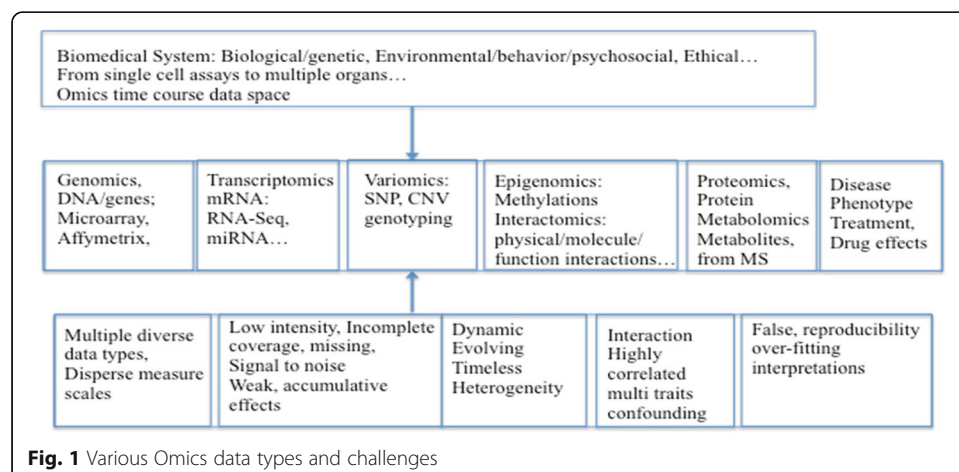 Biomedical System: Biological/genetic, Environmental/behavior/psychosocial, Ethical…
From single cell assays to multiple organs…
Omics time course data space
Genomics,
DNA/genes;
Microarray,
Affymetrix,
Transcriptomics
mRNA:
RNA-Seq,
miRNA…
Variomics:
SNP, CNV
genotyping
Epigenomics:
Methylations
Interactomics:
physical/molecule/
function interactions…
Proteomics,
Protein
Metabolomics
Metabolites,
from MS
Disease
Phenotype
Treatment,
Drug effects
Multiple diverse
data types,
Disperse measure
scales
Low intensity, Incomplete
coverage, missing,
Signal to noise
Weak, accumulative
effects
Dynamic
Evolving
Timeless
Heterogeneity
Interaction
Highly
correlated
multi traits
confounding
False, reproducibility
over-fitting
interpretations
Fig. 1 Various Omics data types and challenges